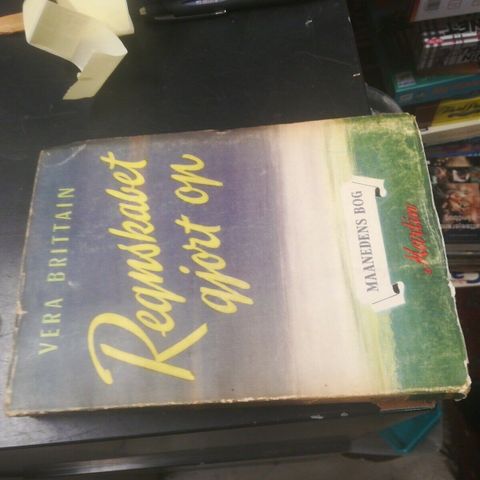 VERA BRITTAIN
Regnskabet
gjort op
MAANEDENS BOG
Martin